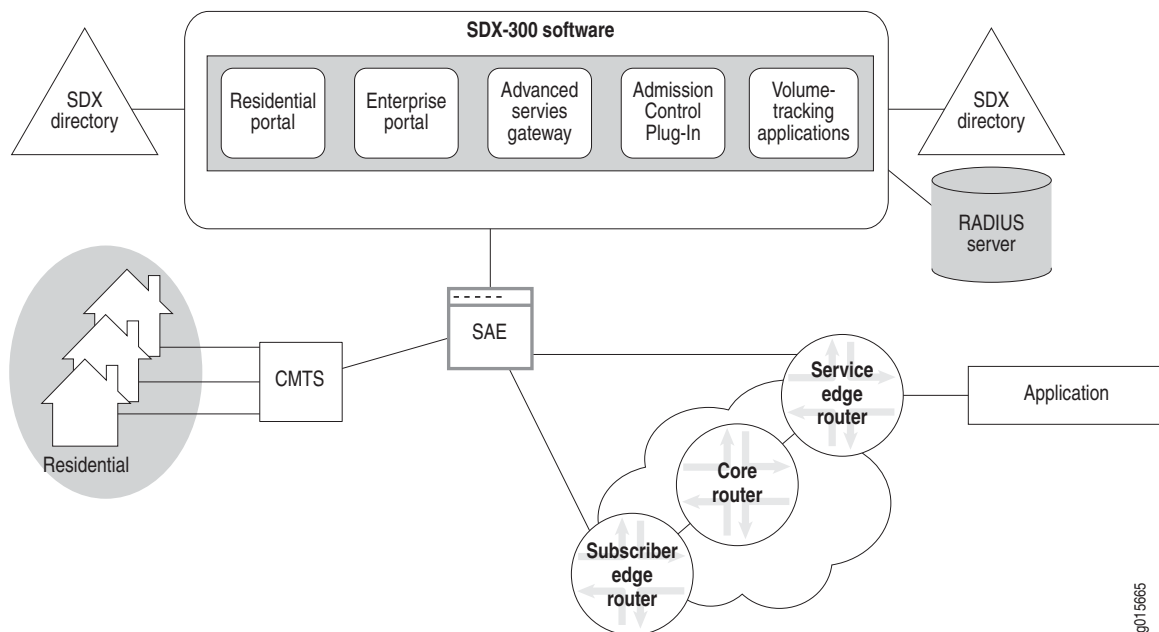 SDX-300 software
SDX
directory
Residential
portal
Enterprise
portal
Advanced
servies
gateway
Admission
Control
Plug-In
Volume-
tracking
applications
SDX
directory
RADIUS
server
SAE
CMTS
Residential
Service
edge
router
Application
Core
router
Subscriber
edge
router
g015665